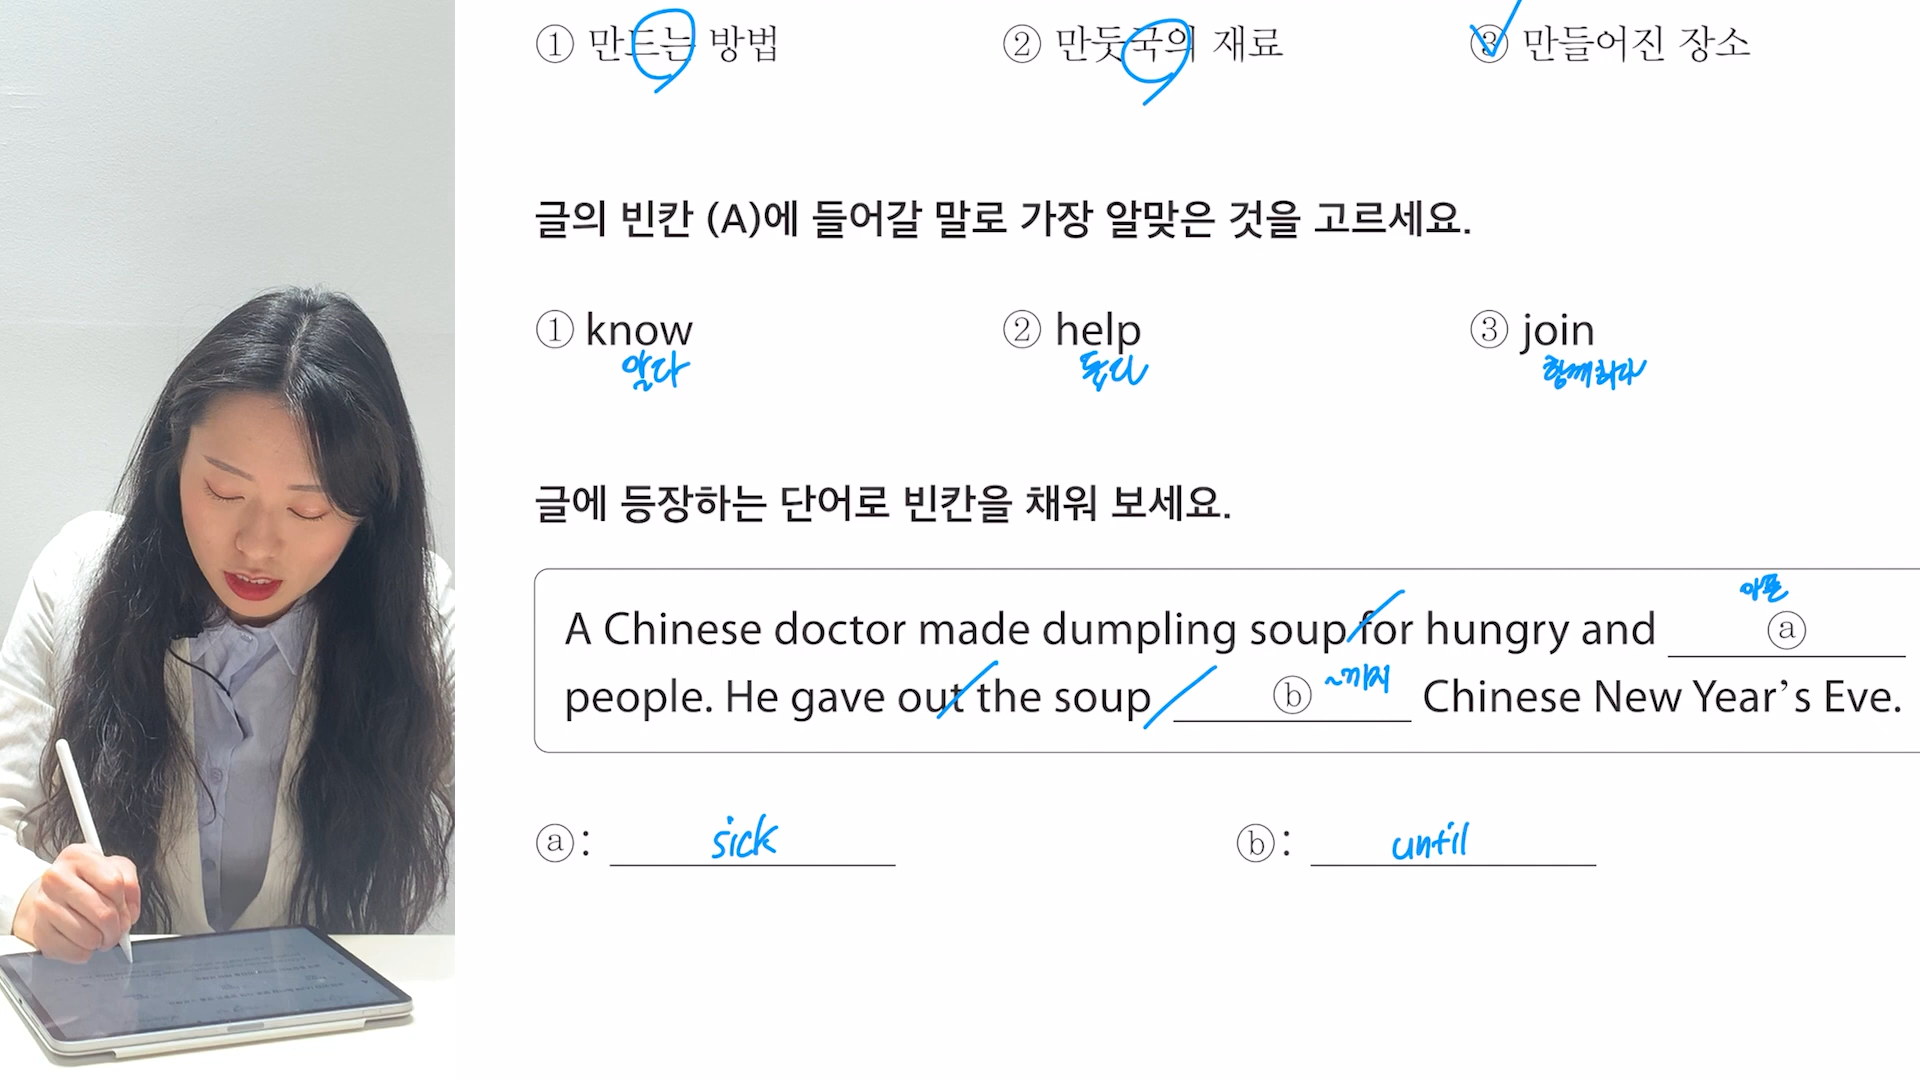 ① 만드는 방법 ② 만둣국의 재료 ③ 만들어진 장소
글의 빈칸 (A)에 들어갈 말로 가장 알맞은 것을 고르세요.
① know ② help ③ join
알다 돕다 함께하다
글에 등장하는 단어로 빈칸을 채워 보세요.
아픈
A Chinese doctor made dumpling soup for hungry and ⓐ
~까지
people. He gave out the soup ⓑ Chinese New Year’s Eve.
ⓐ: sick ⓑ: until